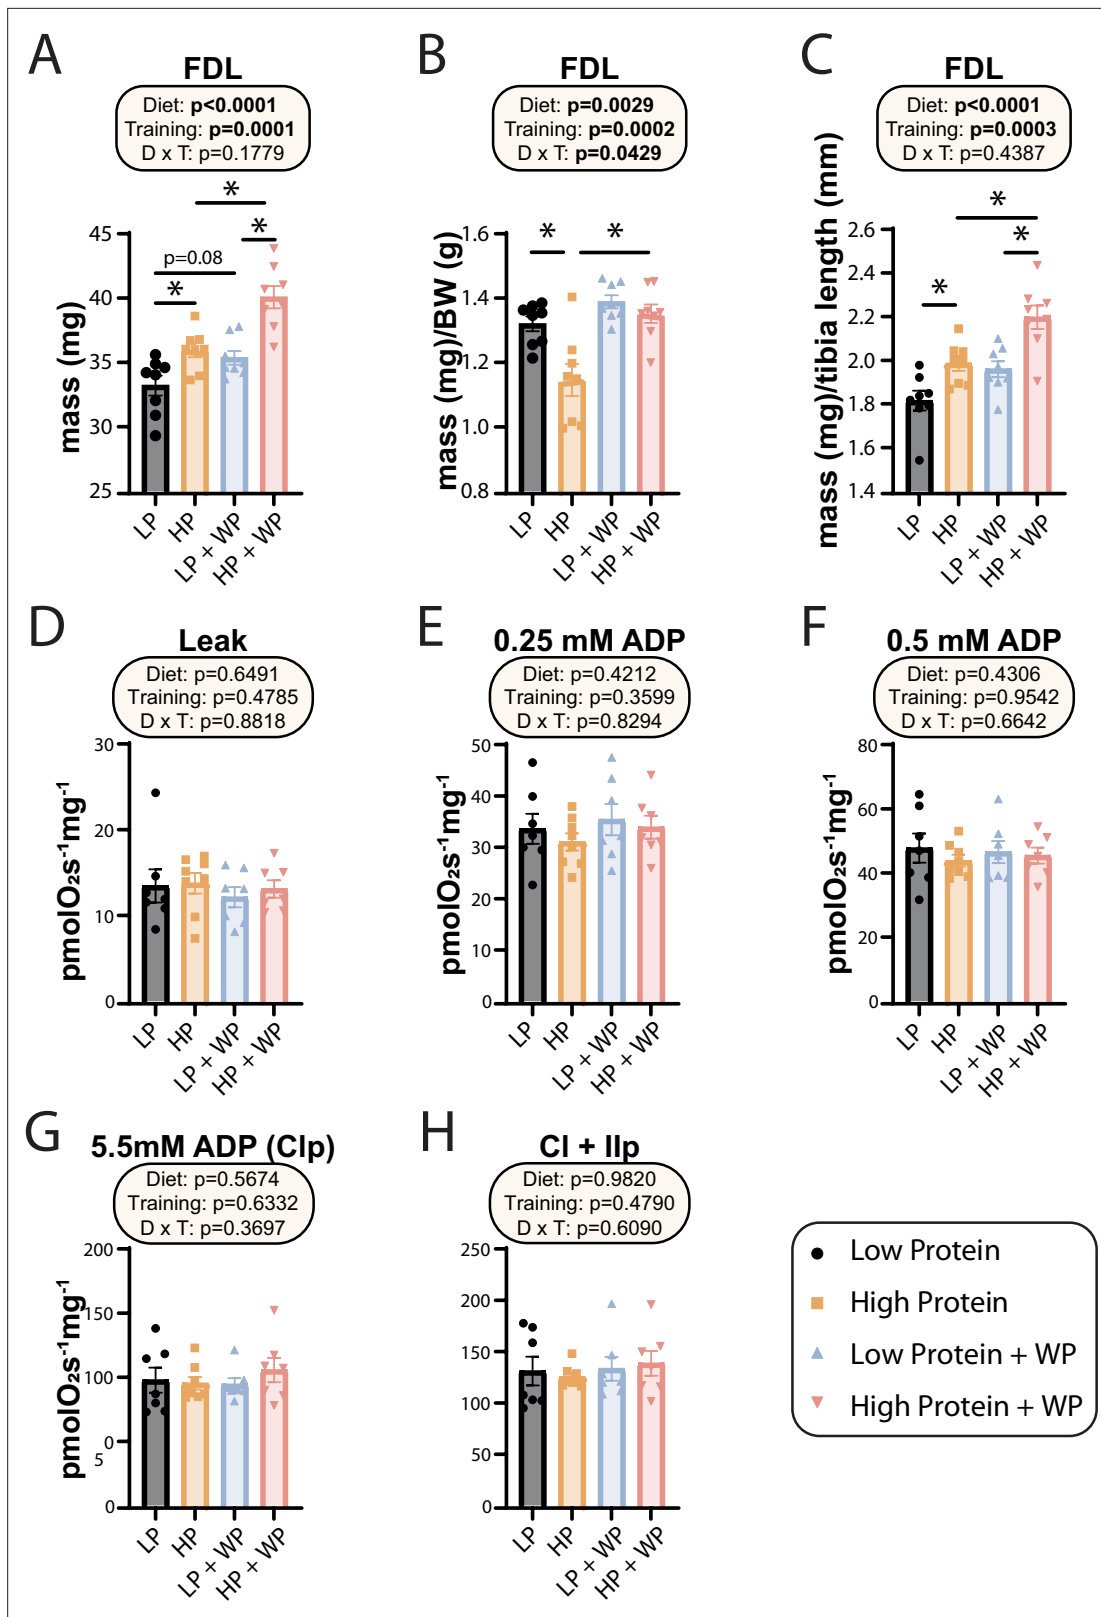 A
FDL
Diet: p<0.0001
Training: p=0.0001
D x T: p=0.1779
*
*
p=0.08
*
mass (mg)
45
40
35
30
25
LP
HP
LP + WP
HP + WP
B
FDL
Diet: p=0.0029
Training: p=0.0002
D x T: p=0.0429
*
*
mass (mg)/BW (g)
1.6
1.4
1.2
1.0
0.8
LP
HP
LP + WP
HP + WP
C
FDL
Diet: p<0.0001
Training: p=0.0003
D x T: p=0.4387
*
*
*
mass (mg)/tibia length (mm)
2.6
2.4
2.2
2.0
1.8
1.6
1.4
LP
HP
LP + WP
HP + WP
D
Leak
Diet: p=0.6491
Training: p=0.4785
D x T: p=0.8818
pmolO₂s⁻¹mg⁻¹
30
20
10
0
LP
HP
LP + WP
HP + WP
E
0.25 mM ADP
Diet: p=0.4212
Training: p=0.3599
D x T: p=0.8294
pmolO₂s⁻¹mg⁻¹
50
40
30
20
10
0
LP
HP
LP + WP
HP + WP
F
0.5 mM ADP
Diet: p=0.4306
Training: p=0.9542
D x T: p=0.6642
pmolO₂s⁻¹mg⁻¹
80
60
40
20
0
LP
HP
LP + WP
HP + WP
G
5.5mM ADP (CIp)
Diet: p=0.5674
Training: p=0.6332
D x T: p=0.3697
pmolO₂s⁻¹mg⁻¹
200
150
100
0
5
0
LP
HP
LP + WP
HP + WP
H
CI + IIp
Diet: p=0.9820
Training: p=0.4790
D x T: p=0.6090
pmolO₂s⁻¹mg⁻¹
250
200
150
100
50
0
LP
HP
LP + WP
HP + WP
Low Protein
High Protein
Low Protein + WP
High Protein + WP